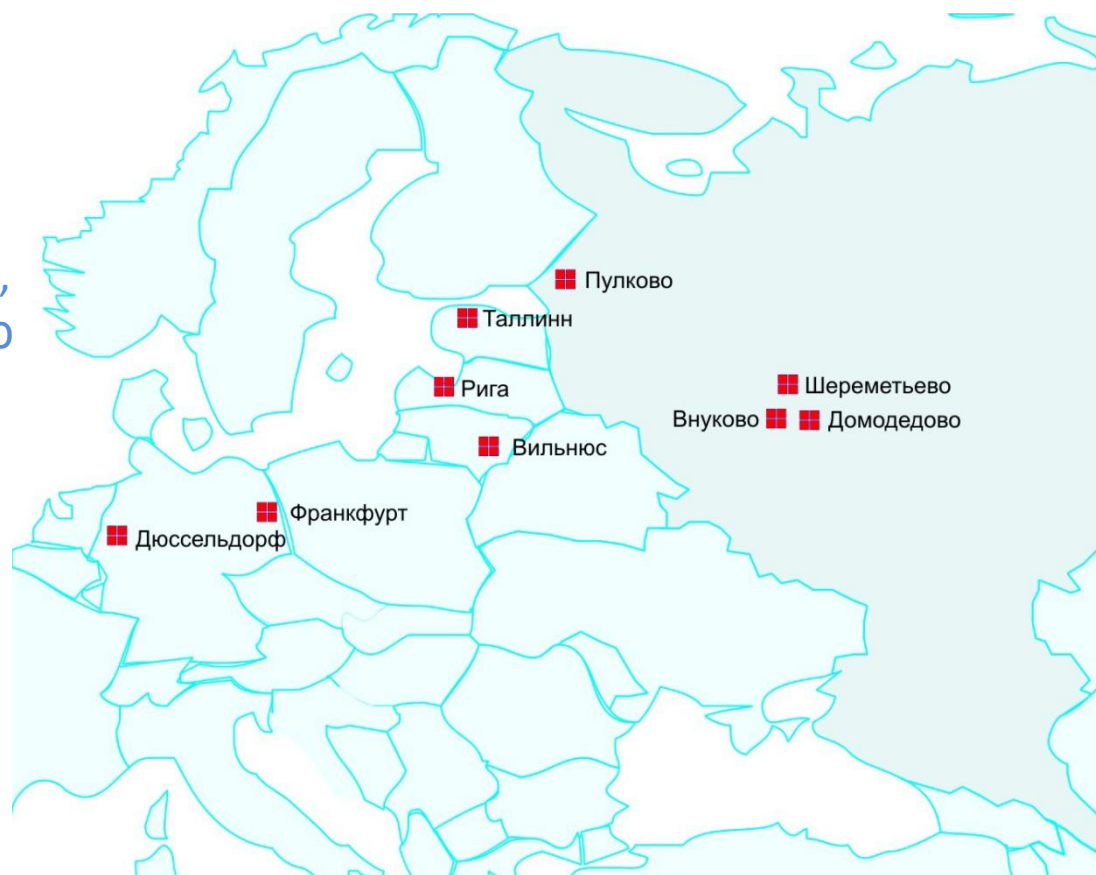 Пулково
Таллинн
Шереметьево
Рига
Внуково
Домодедово
Вильнюс
Франкфурт
Дюссельдорф